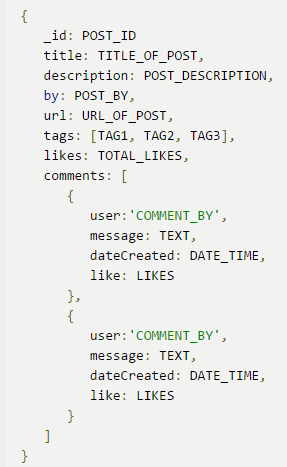 {
_id: POST_ID
title: TITLE_OF_POST,
description: POST_DESCRIPTION,
by: POST_BY,
url: URL_OF_POST,
tags: [TAG1, TAG2, TAG3],
likes: TOTAL_LIKES,
comments: [
{
user:'COMMENT_BY',
message: TEXT,
dateCreated: DATE_TIME,
like: LIKES
},
{
user:'COMMENT_BY',
message: TEXT,
dateCreated: DATE_TIME,
like: LIKES
}
]
}